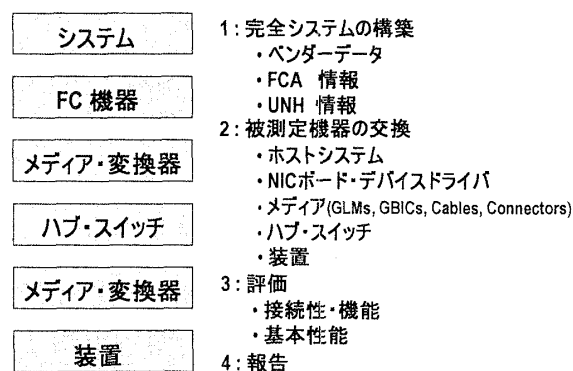 システム
FC 機器
メディア・変換器
ハブ・スイッチ
メディア・変換器
装置
1：完全システムの構築
・ベンダーデータ
・FCA 情報
・UNH 情報
2：被測定機器の交換
・ホストシステム
・NICボード・デバイスドライバ
・メディア(GLMs, GBICs, Cables, Connectors)
・ハブ・スイッチ
・装置
3：評価
・接続性・機能
・基本性能
4：報告